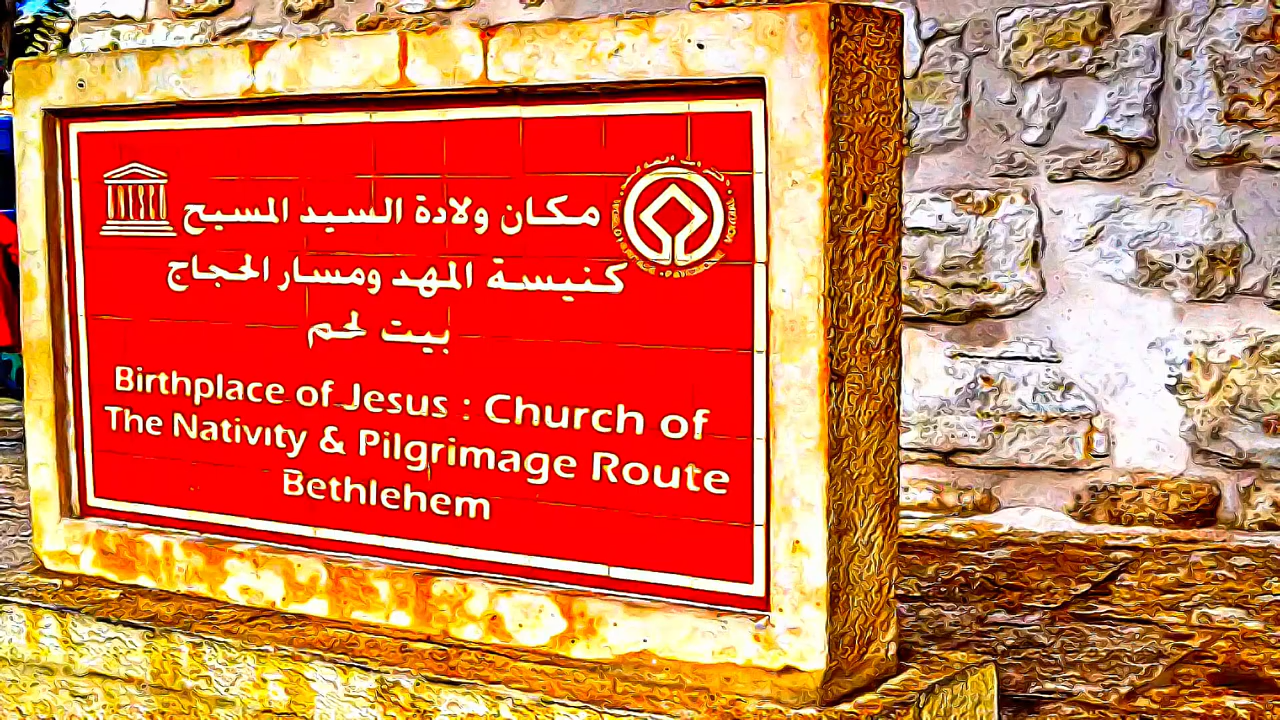 مكان ولادة السيد المسيح
كنيسة المهد ومسار الحجاج
بيت لحم
Birthplace of Jesus : Church of
The Nativity & Pilgrimage Route
Bethlehem